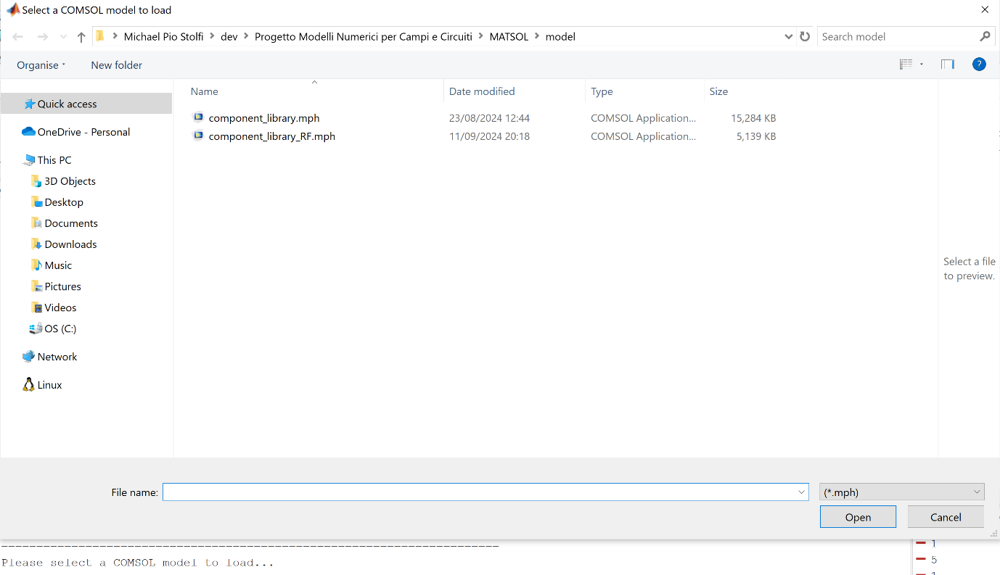 Select a COMSOL model to load
Michael Pio Stolfi > dev > Progetto Modelli Numerici per Campi e Circuiti > MATSOL > model
Search model
Organise
New folder
?
Name Date modified Type Size
component_library.mph 23/08/2024 12:44 COMSOL Application... 15,284 KB
component_library_RF.mph 11/09/2024 20:18 COMSOL Application... 5,139 KB
Quick access
OneDrive - Personal
This PC
3D Objects
Desktop
Documents
Downloads
Music
Pictures
Videos
OS (C:)
Network
Linux
Select a file
to preview.
File name:
(*.mph)
Open
Cancel
Please select a COMSOL model to load...
1
5